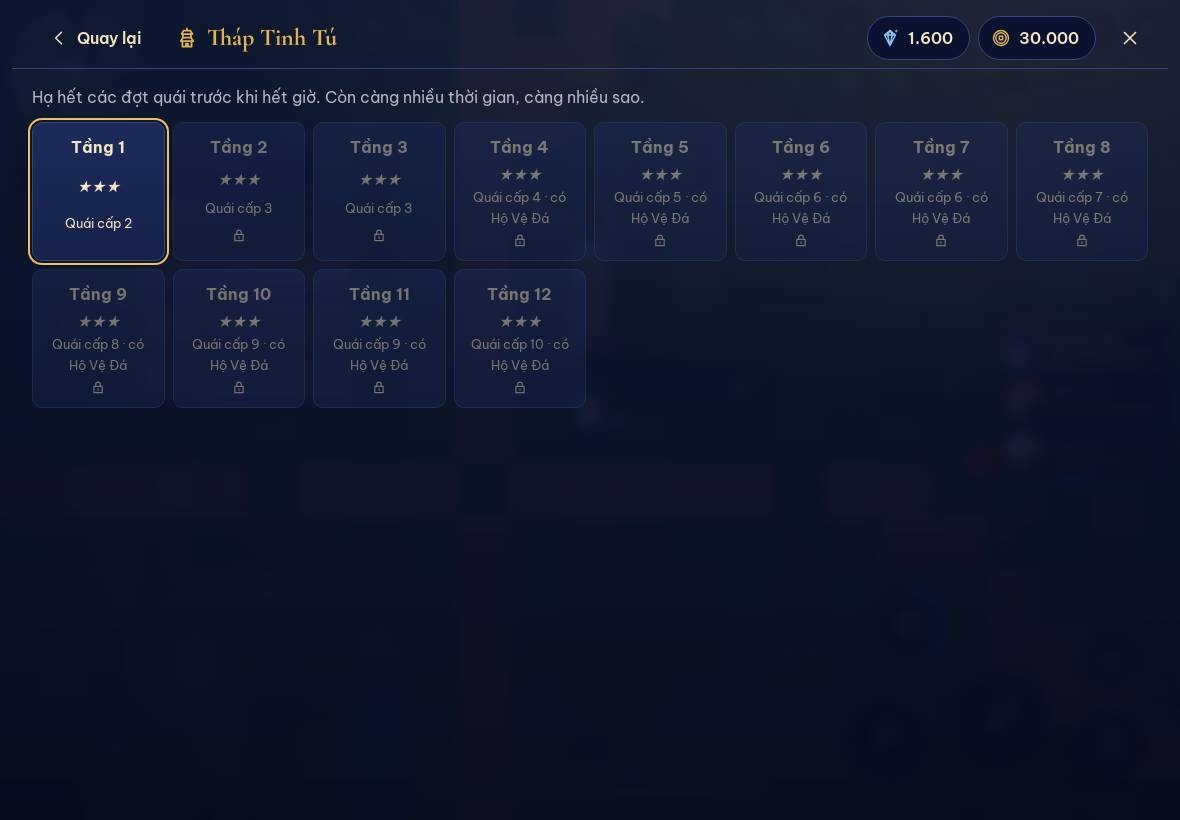 Quay lại
Tháp Tinh Tú
1.600
30.000
Hạ hết các đợt quái trước khi hết giờ. Còn càng nhiều thời gian, càng nhiều sao.
Tầng 1
★★★
Quái cấp 2
Tầng 2
★★★
Quái cấp 3
Tầng 3
★★★
Quái cấp 3
Tầng 4
★★★
Quái cấp 4 · có
Hộ Vệ Đá
Tầng 5
★★★
Quái cấp 5 · có
Hộ Vệ Đá
Tầng 6
★★★
Quái cấp 6 · có
Hộ Vệ Đá
Tầng 7
★★★
Quái cấp 6 · có
Hộ Vệ Đá
Tầng 8
★★★
Quái cấp 7 · có
Hộ Vệ Đá
Tầng 9
★★★
Quái cấp 8 · có
Hộ Vệ Đá
Tầng 10
★★★
Quái cấp 9 · có
Hộ Vệ Đá
Tầng 11
★★★
Quái cấp 9 · có
Hộ Vệ Đá
Tầng 12
★★★
Quái cấp 10 · có
Hộ Vệ Đá